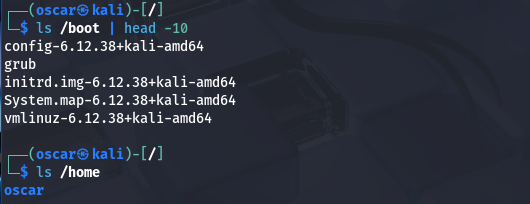 ┌──(oscar㉿kali)-[/]
└─$ ls /boot | head -10
config-6.12.38+kali-amd64
grub
initrd.img-6.12.38+kali-amd64
System.map-6.12.38+kali-amd64
vmlinuz-6.12.38+kali-amd64
┌──(oscar㉿kali)-[/]
└─$ ls /home
oscar